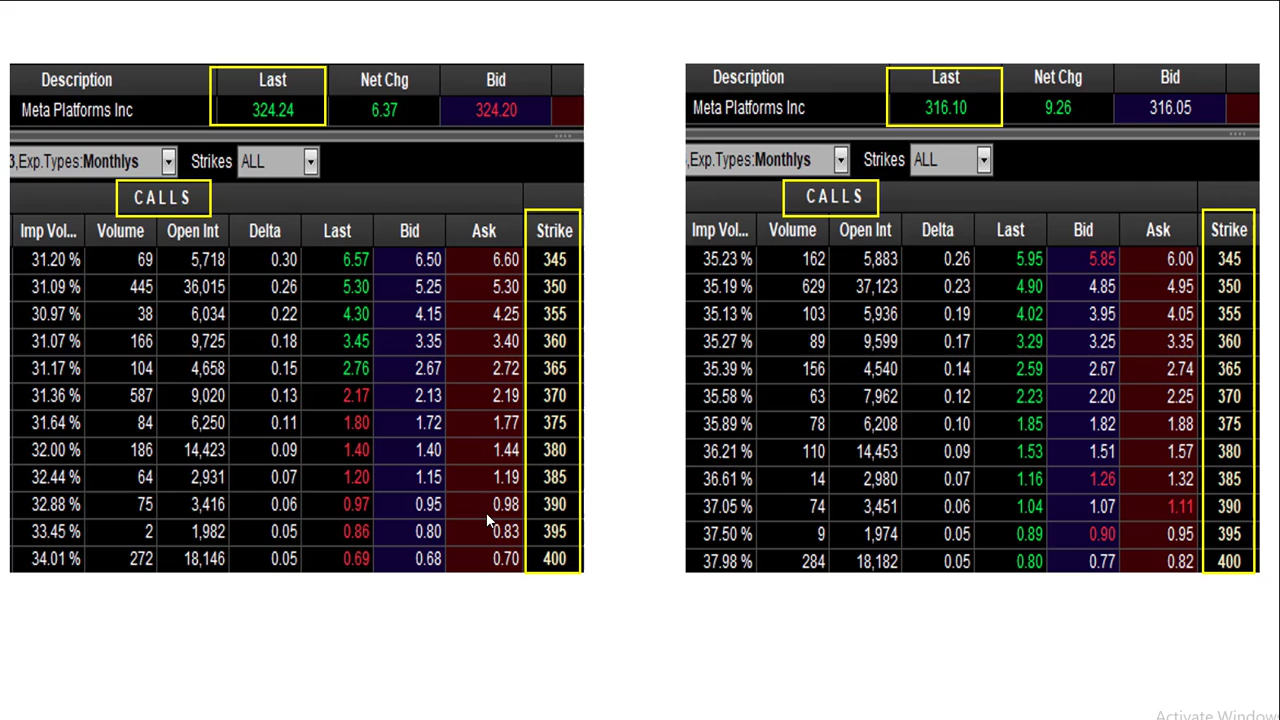 Description Last Net Chg Bid
Meta Platforms Inc 324.24 6.37 324.20
3,Exp.Types:Monthlys Strikes ALL
CALLS
Imp Vol... Volume Open Int Delta Last Bid Ask Strike
31.20 % 69 5,718 0.30 6.57 6.50 6.60 345
31.09 % 445 36,015 0.26 5.30 5.25 5.30 350
30.97 % 38 6,034 0.22 4.30 4.15 4.25 355
31.07 % 166 9,725 0.18 3.45 3.35 3.40 360
31.17 % 104 4,658 0.15 2.76 2.67 2.72 365
31.36 % 587 9,020 0.13 2.17 2.13 2.19 370
31.64 % 84 6,250 0.11 1.80 1.72 1.77 375
32.00 % 186 14,423 0.09 1.40 1.40 1.44 380
32.44 % 64 2,931 0.07 1.20 1.15 1.19 385
32.88 % 75 3,416 0.06 0.97 0.95 0.98 390
33.45 % 2 1,982 0.05 0.86 0.80 0.83 395
34.01 % 272 18,146 0.05 0.69 0.68 0.70 400
Description Last Net Chg Bid
Meta Platforms Inc 316.10 9.26 316.05
,Exp.Types:Monthlys Strikes ALL
CALLS
Imp Vol... Volume Open Int Delta Last Bid Ask Strike
35.23 % 162 5,883 0.26 5.95 5.85 6.00 345
35.19 % 629 37,123 0.23 4.90 4.85 4.95 350
35.13 % 103 5,936 0.19 4.02 3.95 4.05 355
35.27 % 89 9,599 0.17 3.29 3.25 3.35 360
35.39 % 156 4,540 0.14 2.59 2.67 2.74 365
35.58 % 63 7,962 0.12 2.23 2.20 2.25 370
35.89 % 78 6,208 0.10 1.85 1.82 1.88 375
36.21 % 110 14,453 0.09 1.53 1.51 1.57 380
36.61 % 14 2,980 0.07 1.16 1.26 1.32 385
37.05 % 74 3,451 0.06 1.04 1.07 1.11 390
37.50 % 9 1,974 0.05 0.89 0.90 0.95 395
37.98 % 284 18,182 0.05 0.80 0.77 0.82 400
Activate Window